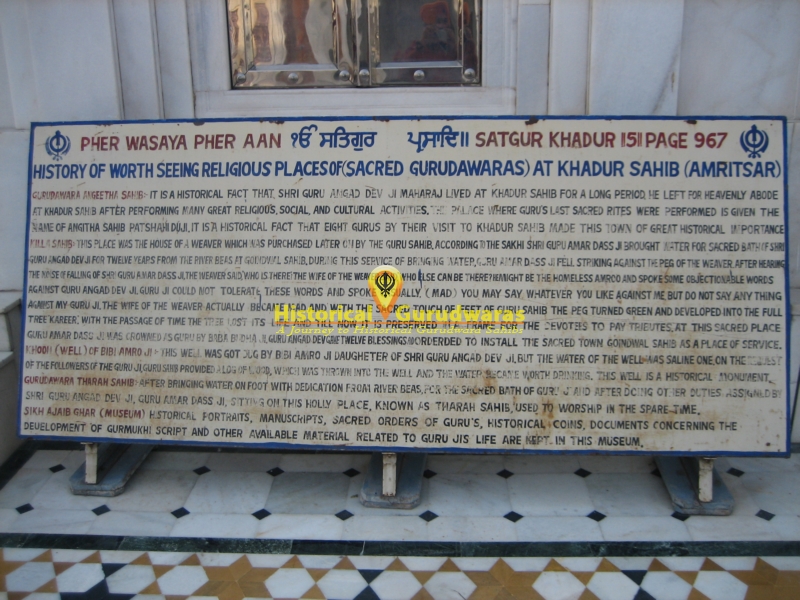 PHER WASAYA PHER AAN ੴ ਸਤਿਗੁਰ ਪ੍ਰਸਾਦਿ॥ SATGUR KHADUR ||5|| PAGE 967
HISTORY OF WORTH SEEING RELIGIOUS PLACES OF (SACRED GURUDAWARAS) AT KHADUR SAHIB (AMRITSAR)
GURUDAWARA ANGEETHA SAHIB:- IT IS A HISTORICAL FACT THAT, SHRI GURU ANGAD DEV JI MAHARAJ LIVED AT KHADUR SAHIB FOR A LONG PERIOD, HE LEFT FOR HEAVENLY ABODE
AT KHADUR SAHIB AFTER PERFORMING MANY GREAT RELIGIOUS, SOCIAL, AND CULTURAL ACTIVITIES, THE PALACE WHERE GURU'S LAST SACRED RITES WERE PERFORMED IS GIVEN THE
NAME OF ANGITHA SAHIB PATSHAHI DUJI, IT IS A HISTORICAL FACT THAT EIGHT GURUS BY THEIR VISIT TO KHADUR SAHIB MADE THIS TOWN OF GREAT HISTORICAL IMPORTANCE
KILLA SAHIB:- THIS PLACE WAS THE HOUSE OF A WEAVER WHICH WAS PURCHASED LATER ON BY THE GURU SAHIB, ACCORDING TO THE SAKHI SHRI GURU AMAR DASS JI BROUGHT WATER FOR SACRED BATH OF SHRI
GURU ANGAD DEV JI FOR TWELVE YEARS FROM THE RIVER BEAS AT GOINDWAL SAHIB, DURING THIS SERVICE OF BRINGING WATER, GURU AMAR DASS JI FELL STRIKING AGAINST THE PEG OF THE WEAVER AFTER HEARING
THE NOISE OF FALLING OF SHRI GURU AMAR DASS JI, THE WEAVER SAID, WHO IS THERE! THE WIFE OF THE WHO ELSE CAN BE THERE! HE MIGHT BE THE HOMELESS AMROO AND SPOKE SOME OBJECTIONABLE WORDS
AGAINST GURU ANGAD DEV JI, GURU JI COULD NOT TOLERATE THESE WORDS AND SPOKE (MAD) YOU MAY SAY, WHATEVER YOU LIKE AGAINST ME BUT DO NOT SAY ANY THING
AGAINST MY GURU JI, THE WIFE OF THE WEAVER ACTUALLY BECAME MAD AND WITH THE TOUCH FEET OF GURU SAHIB THE PEG TURNED GREEN AND DEVELOPED INTO THE FULL
TREE KAREER, WITH THE PASSAGE OF TIME THE TREE LAST ITS LIFE AND TILL NOW IT IS PRESERVED IN A FRAME FOR THE DEVOTEES TO PAY TRIBUTES, AT THIS SACRED PLACE
GURU AMAR DASS JI WAS CROWNED AS GURU BY BABA BUDHA JI, GURU ANGAD DEV GAVE TWELVE BLESSINGS ORDERDED TO INSTALL THE SACRED TOWN GOINDWAL SAHIB AS A PLACE OF SERVICE.
KHOOH (WELL) OF BIBI AMRO JI:- THIS WELL WAS GOT DUG BY BIBI AMRO JI DAUGHETER OF SHRI GURU ANGAD DEV JI, BUT THE WATER OF THE WELL WAS SALINE ONE, ON THE REQUEST
OF THE FOLLOWERS OF THE GURU JI, GURU SAHIB PROVIDED A LOG OF WOOD, WHICH WAS THROWN INTO THE WELL AND THE WATER BECAME WORTH DRINKING. THIS WELL IS A HISTORICAL MONUMENT.
GURUDAWARA THARAH SAHIB:- AFTER BRINGING WATER ON FOOT WITH DEDICATION FROM RIVER BEAS, FOR THE SACRED BATH OF GURU JI AND AFTER DOING OTHER DUTIES ASSIGNED BY
SHRI GURU ANGAD DEV JI, GURU AMAR DASS JI, SITTING ON THIS HOLLY PLACE, KNOWN AS THARAH SAHIB, USED TO WORSHIP IN THE SPARE TIME.
SIKH AJAIB GHAR (MUSEUM) HISTORICAL PORTRAITS, MANUSCHIPTS, SACRED ORDERS OF GURU'S, HISTORICAL COINS, DOCUMENTS CONCERNING THE
DEVELOPMENT OF GURMUKHI SCRIPT AND OTHER AVAILABLE MATERIAL RELATED TO GURU JI'S LIFE ARE KEPT, IN THIS MUSEUM.
Historical Gurudwaras
A Journey to Historical Gurudwaras